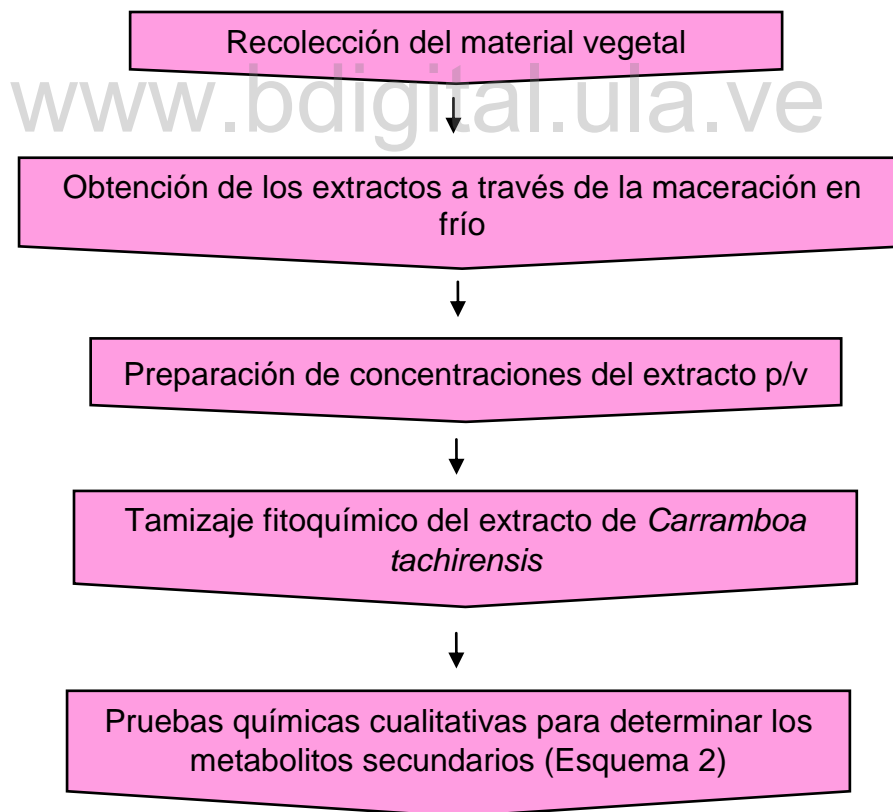 Recolección del material vegetal
www.bdigital.ula.ve
Obtención de los extractos a través de la maceración en
frío
Preparación de concentraciones del extracto p/v
Tamizaje fitoquímico del extracto de Carramboa
tachirensis
Pruebas químicas cualitativas para determinar los
metabolitos secundarios (Esquema 2)